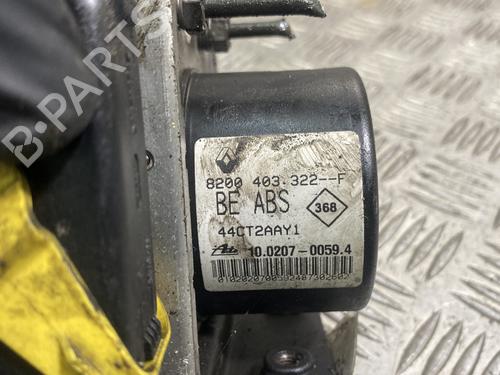 B-PARTS
8200 403.322--F
BE ABS
368
44CT2AAY1
10.0207-0059.4